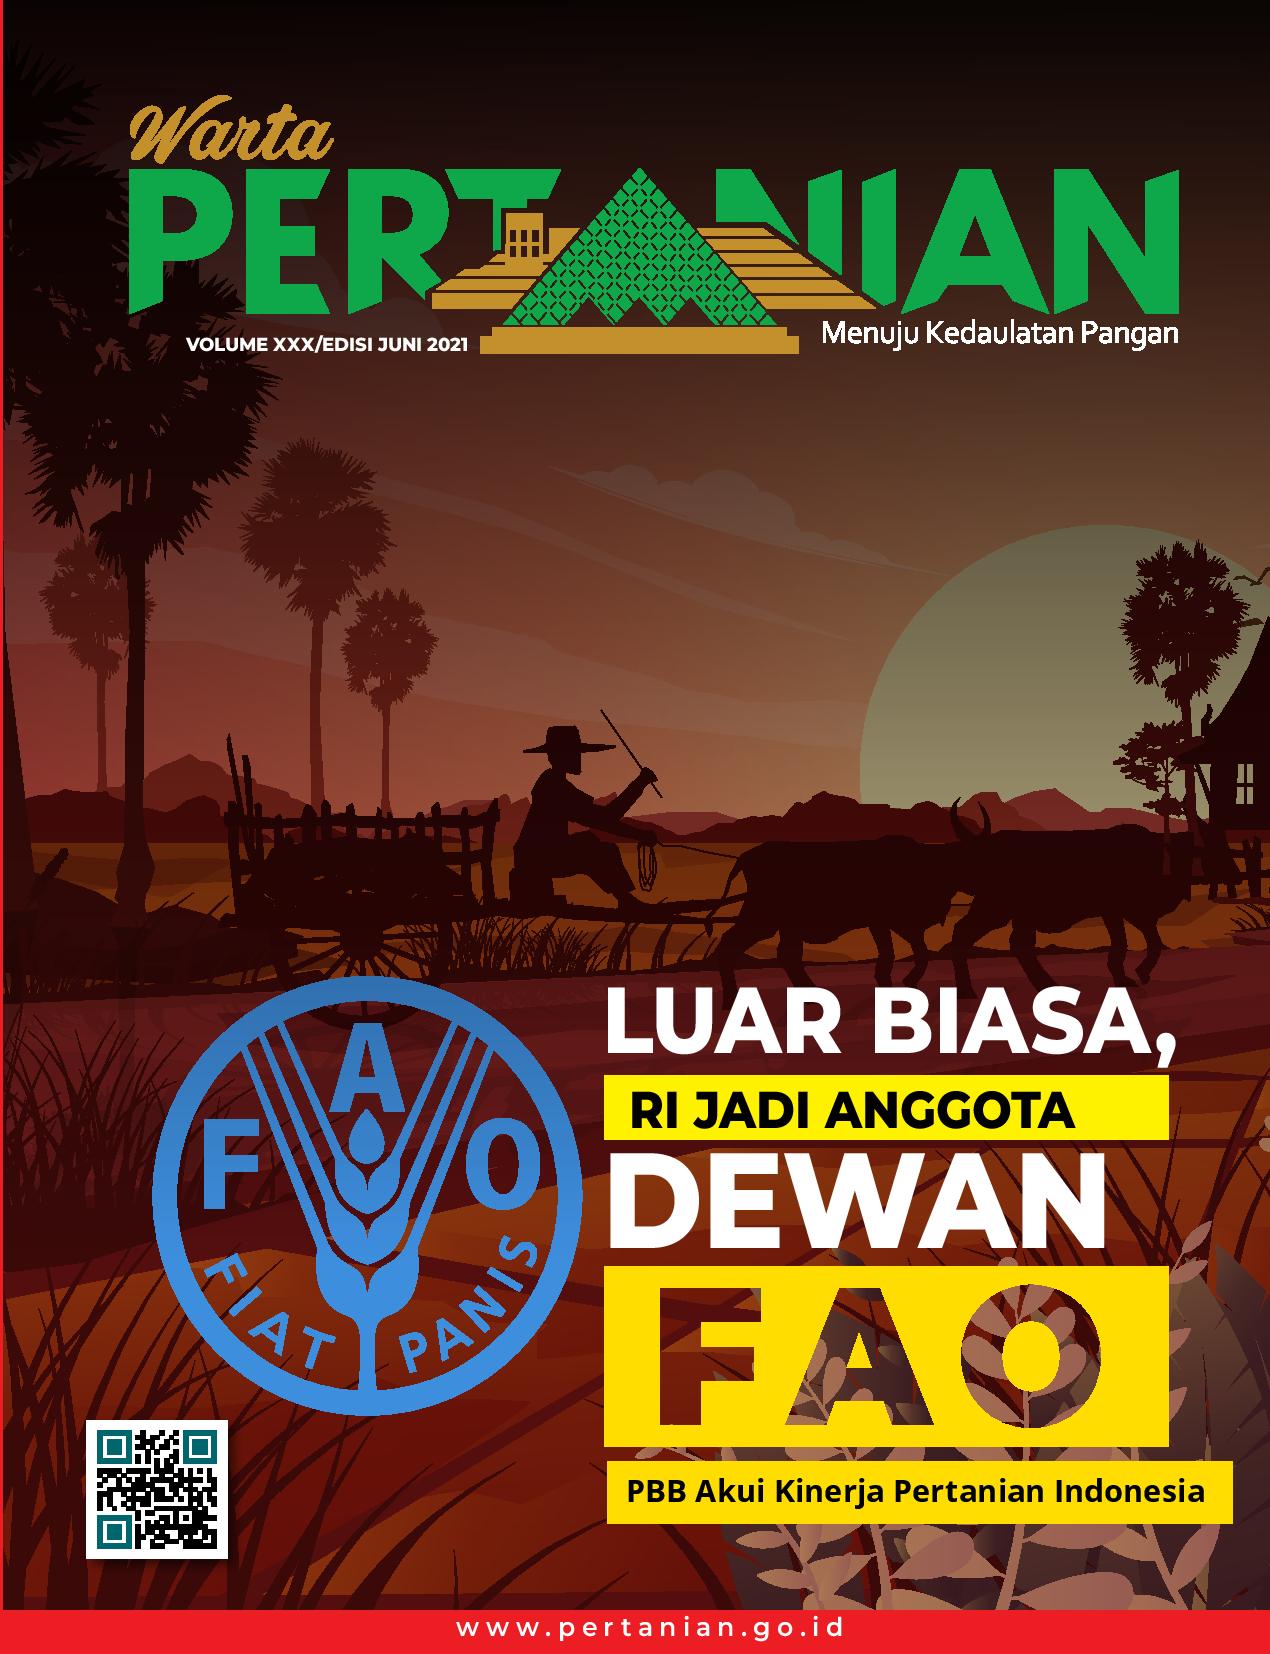 Warta
PERTANIAN
VOLUME XXX/EDISI JUNI 2021
Menuju Kedaulatan Pangan
LUAR BIASA,
RI JADI ANGGOTA
DEWAN
FAO
PBB Akui Kinerja Pertanian Indonesia
F A O
FIAT PANIS
www.pertanian.go.id